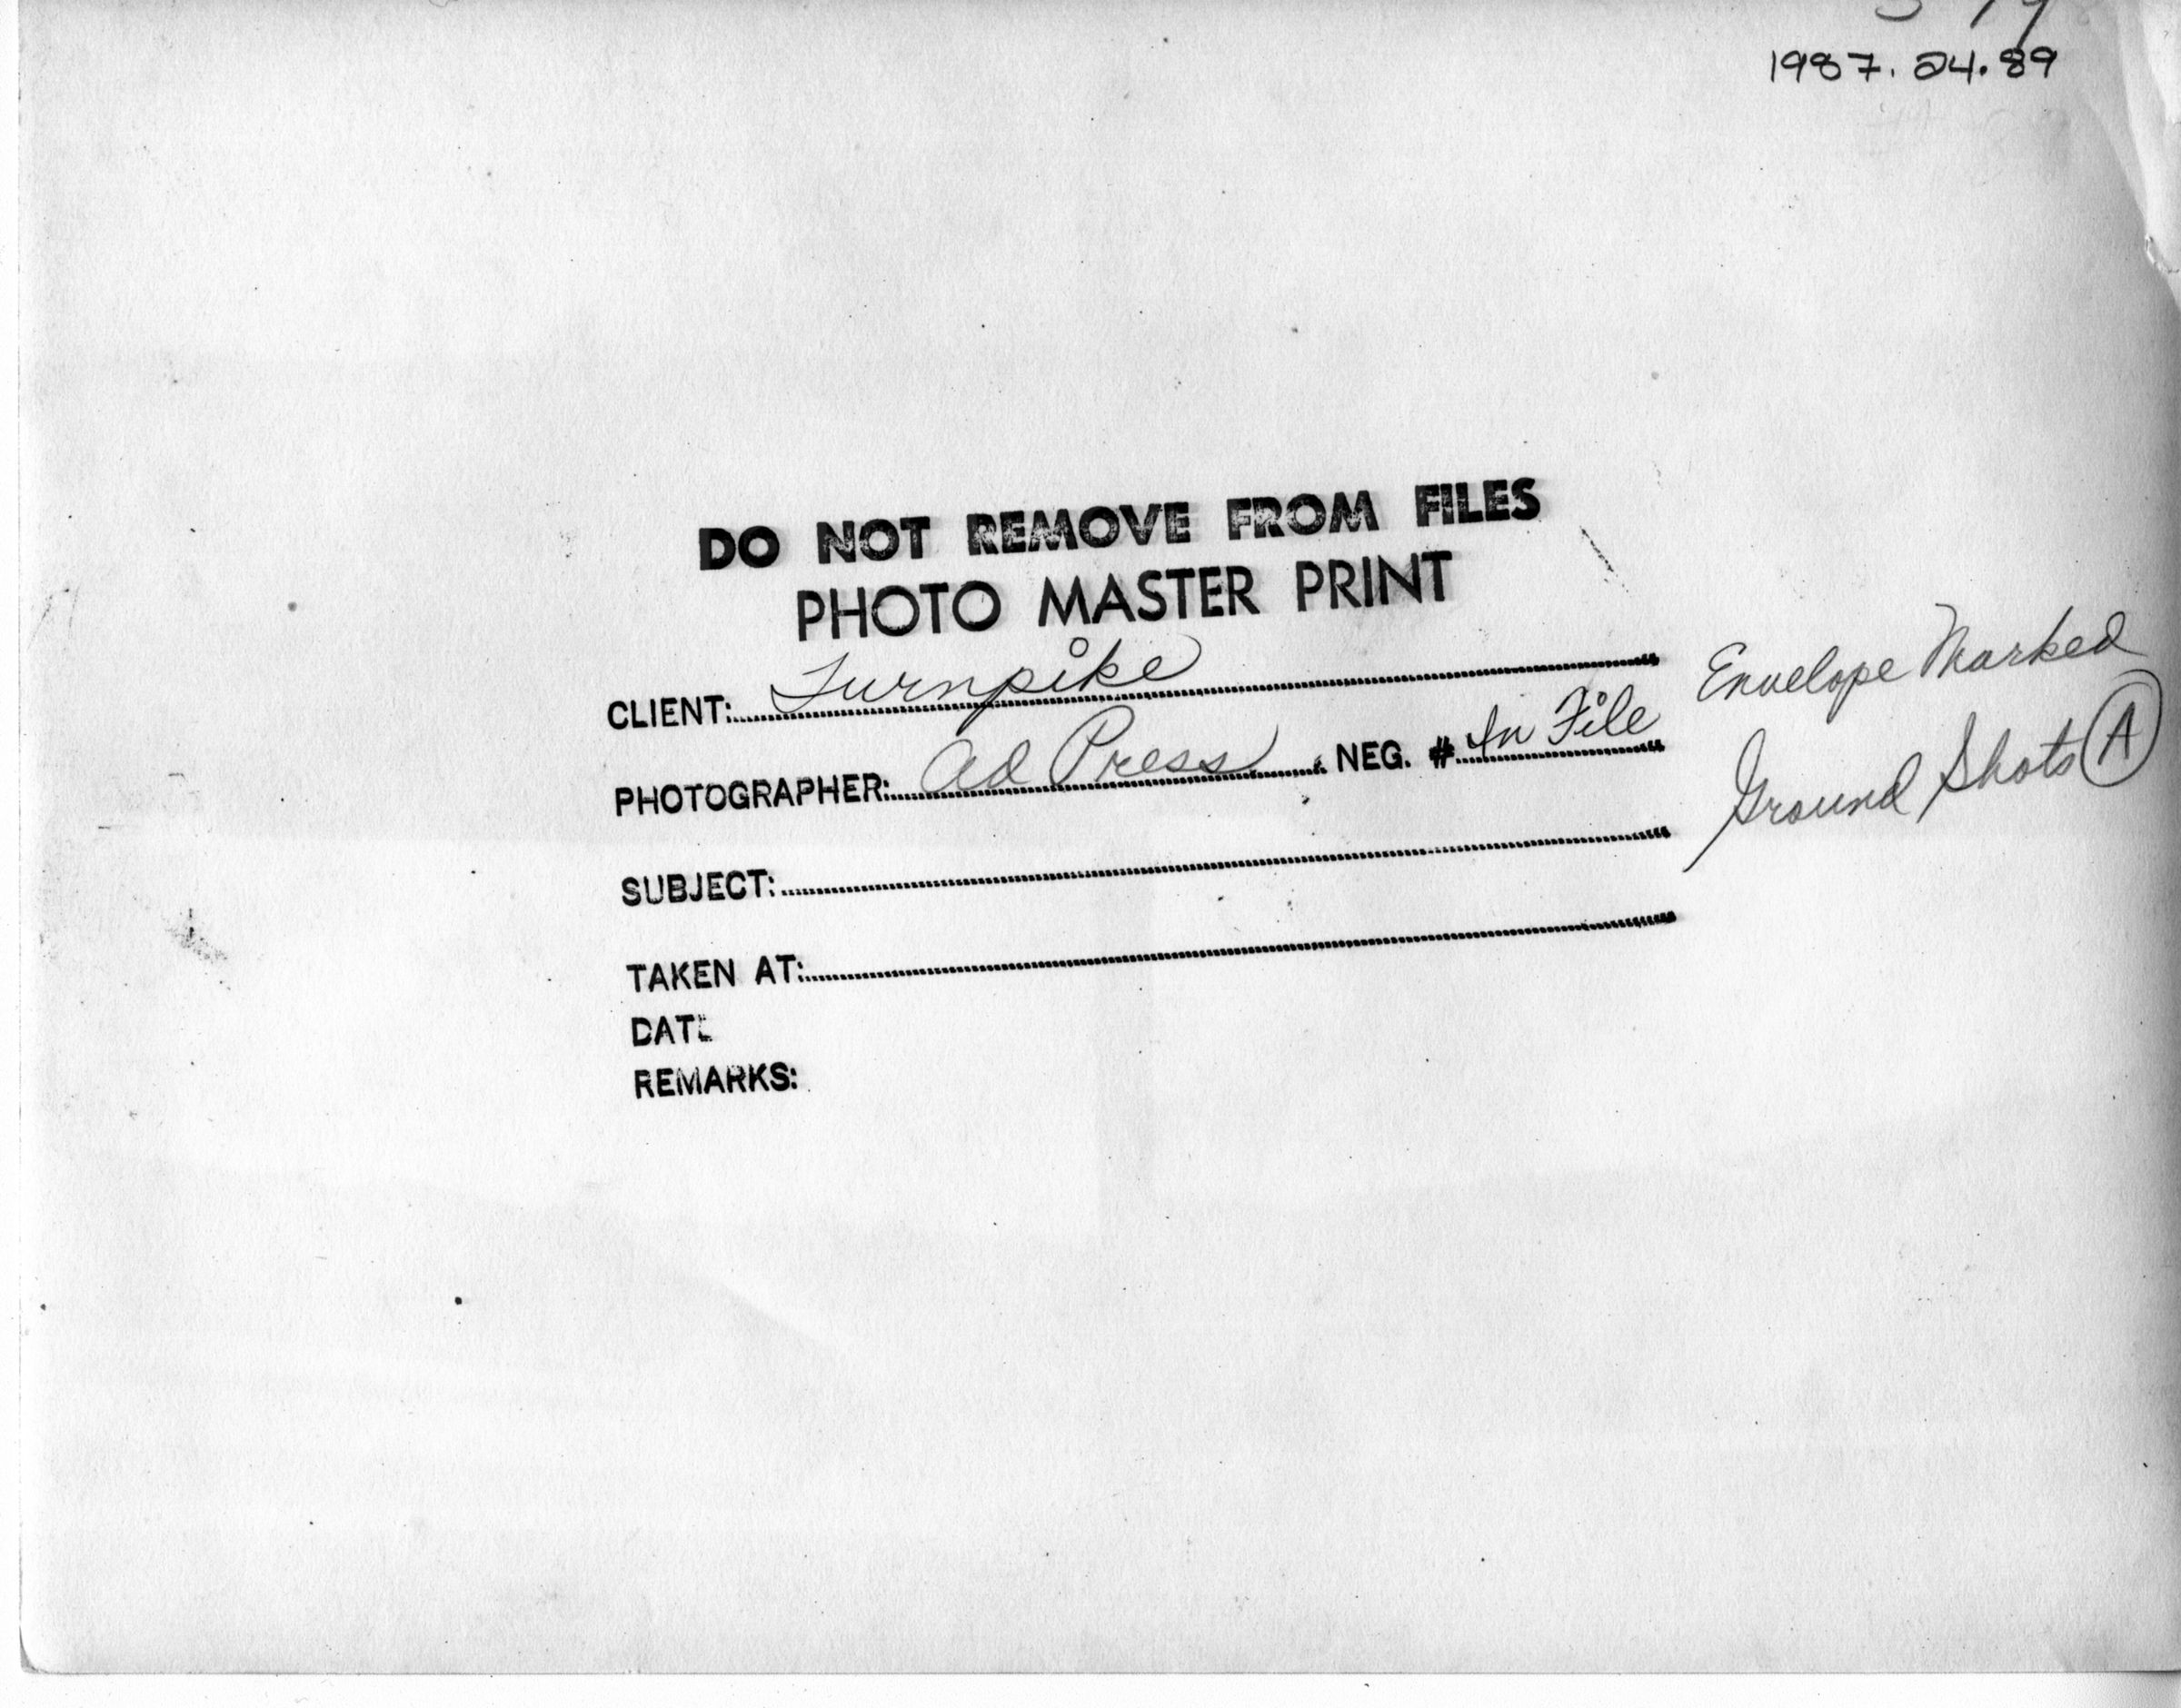 1987.24.89
DO NOT REMOVE FROM FILES
PHOTO MASTER PRINT
CLIENT: Turnpike
PHOTOGRAPHER: Ad Press NEG. # In File
SUBJECT:
TAKEN AT:
DATE
REMARKS:
Envelope Marked
Ground Shots A